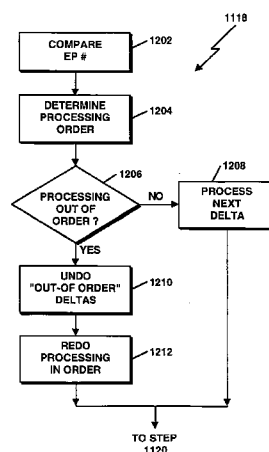 1118
COMPARE
EP #
1202
DETERMINE
PROCESSING
ORDER
1204
PROCESSING
OUT OF
ORDER ?
1206
NO
YES
PROCESS
NEXT
DELTA
1208
UNDO
"OUT-OF ORDER"
DELTAS
1210
REDO
PROCESSING
IN ORDER
1212
TO STEP
1120